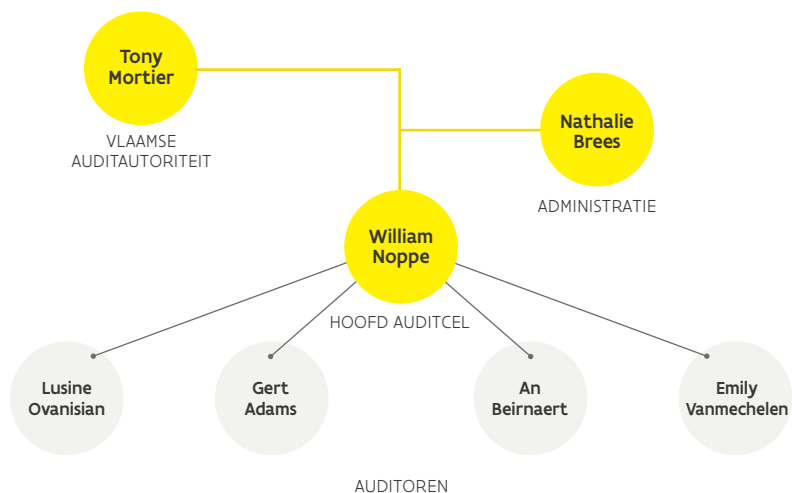 Tony
Mortier
VLAAMSE
AUDITAUTORITEIT
Nathalie
Brees
ADMINISTRATIE
William
Noppe
HOOFD AUDITCEL
Lusine
Ovanisian
Gert
Adams
An
Beirnaert
Emily
Vanmechelen
AUDITOREN